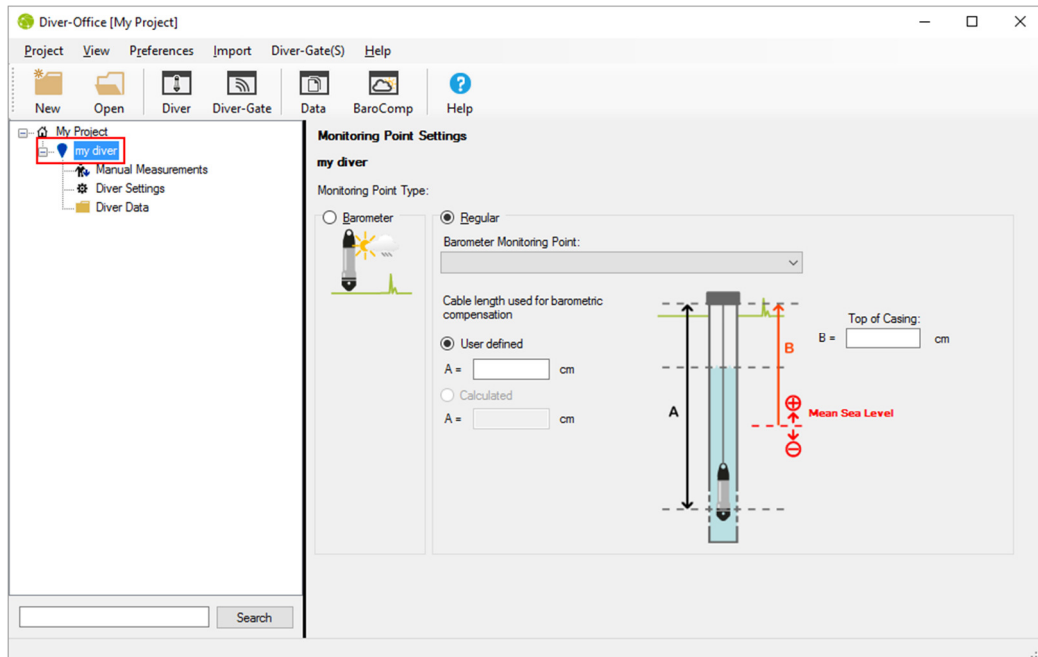 Diver-Office [My Project]
Project View Preferences Import Diver-Gate(S) Help
New Open Diver Diver-Gate Data BaroComp Help
My Project
my diver
Manual Measurements
Diver Settings
Diver Data
Search
Monitoring Point Settings
my diver
Monitoring Point Type:
Barometer
Regular
Barometer Monitoring Point:
Cable length used for barometric
compensation
User defined
A = cm
Calculated
A = cm
A
B
Mean Sea Level
Top of Casing:
B = cm